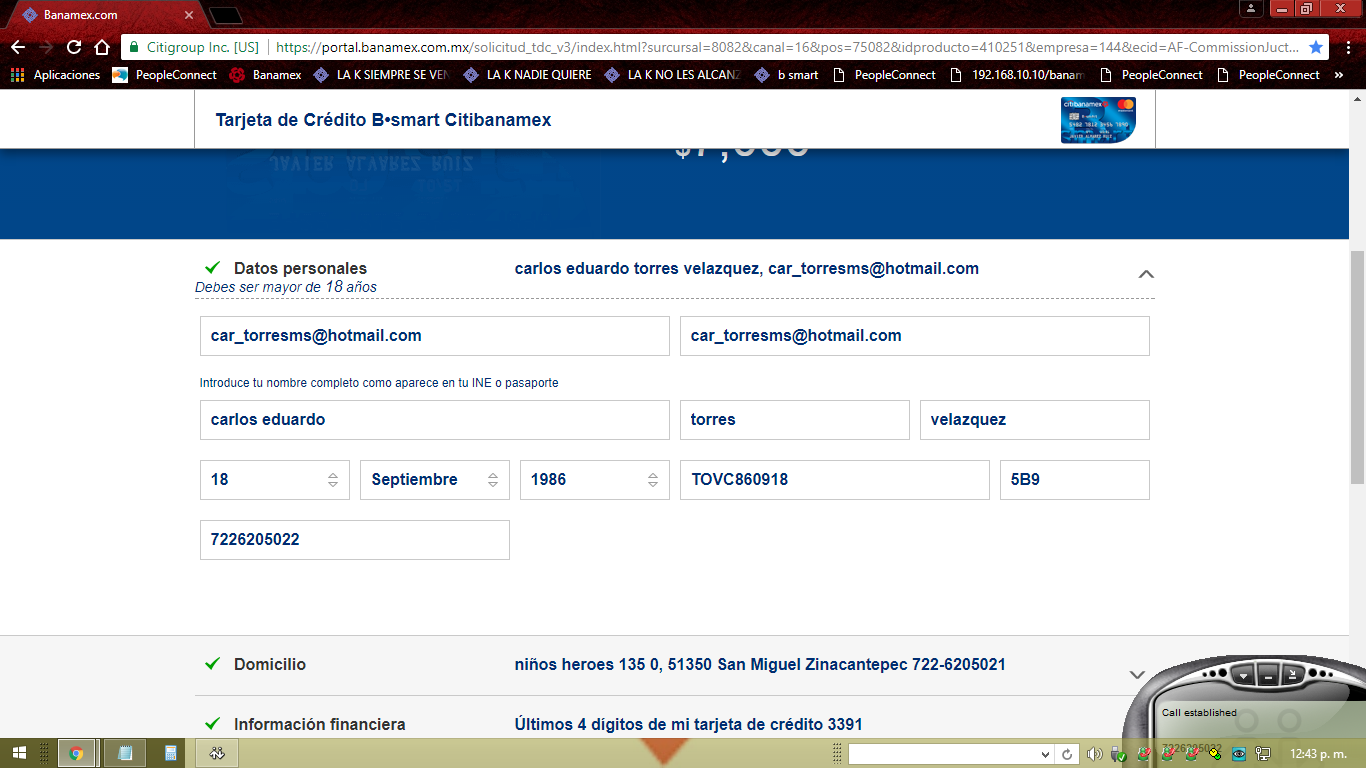 Banamex.com
Citigroup Inc. [US] https://portal.banamex.com.mx/solicitud_tdc_v3/index.html?surcursal=8082&canal=16&pos=75082&idproducto=410251&empresa=144&ecid=AF-CommissionJuct...
Aplicaciones PeopleConnect Banamex LA K SIEMPRE SE VEN LA K NADIE QUIERE LA K NO LES ALCANZ b smart PeopleConnect 192.168.10.10/banam PeopleConnect PeopleConnect »
Tarjeta de Crédito B•smart Citibanamex
citibanamex
JAVIER ALVAREZ RUIZ
Datos personales carlos eduardo torres velazquez, car_torresms@hotmail.com
Debes ser mayor de 18 años
car_torresms@hotmail.com car_torresms@hotmail.com
Introduce tu nombre completo como aparece en tu INE o pasaporte
carlos eduardo torres velazquez
18 Septiembre 1986 TOVC860918 5B9
7226205022
Domicilio niños heroes 135 0, 51350 San Miguel Zinacantepec 722-6205021
Información financiera Últimos 4 dígitos de mi tarjeta de crédito 3391
Call established
7226205022
12:43 p. m.